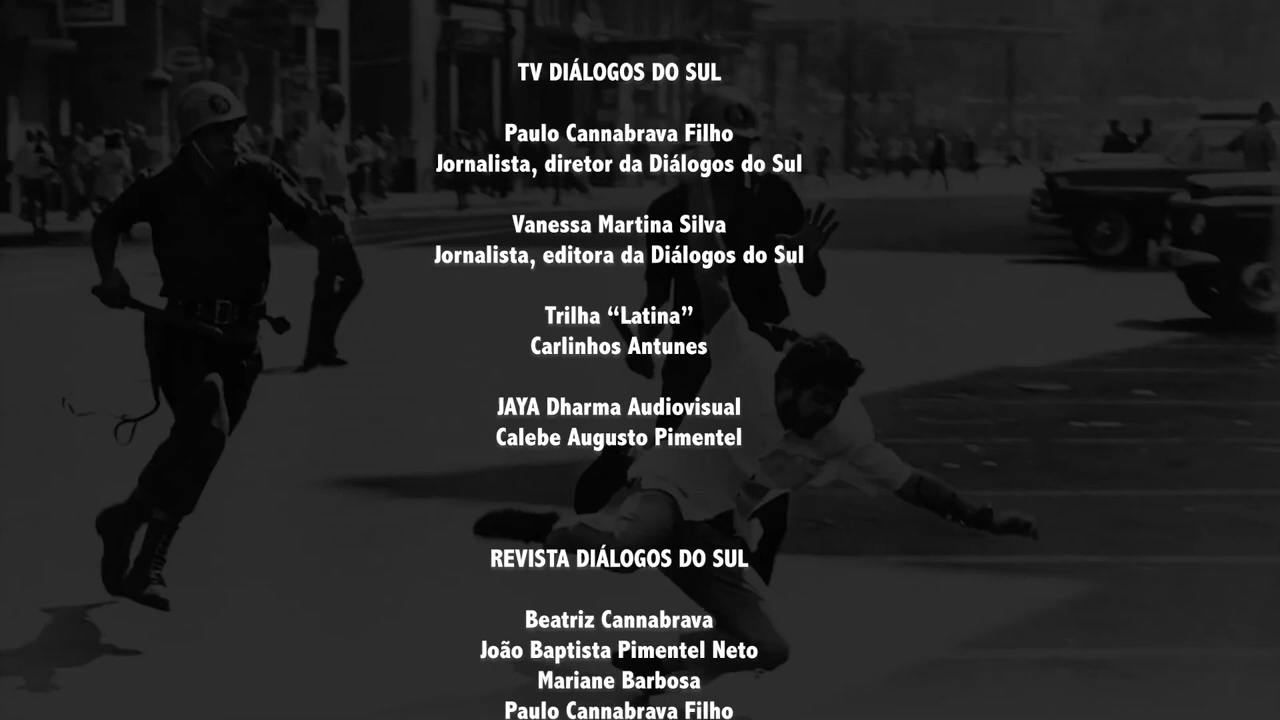 TV DIÁLOGOS DO SUL
Paulo Cannabrava Filho
Jornalista, diretor da Diálogos do Sul
Vanessa Martina Silva
Jornalista, editora da Diálogos do Sul
Trilha “Latina”
Carlinhos Antunes
JAYA Dharma Audiovisual
Calebe Augusto Pimentel
REVISTA DIÁLOGOS DO SUL
Beatriz Cannabrava
João Baptista Pimentel Neto
Mariane Barbosa
Paulo Cannabrava Filho